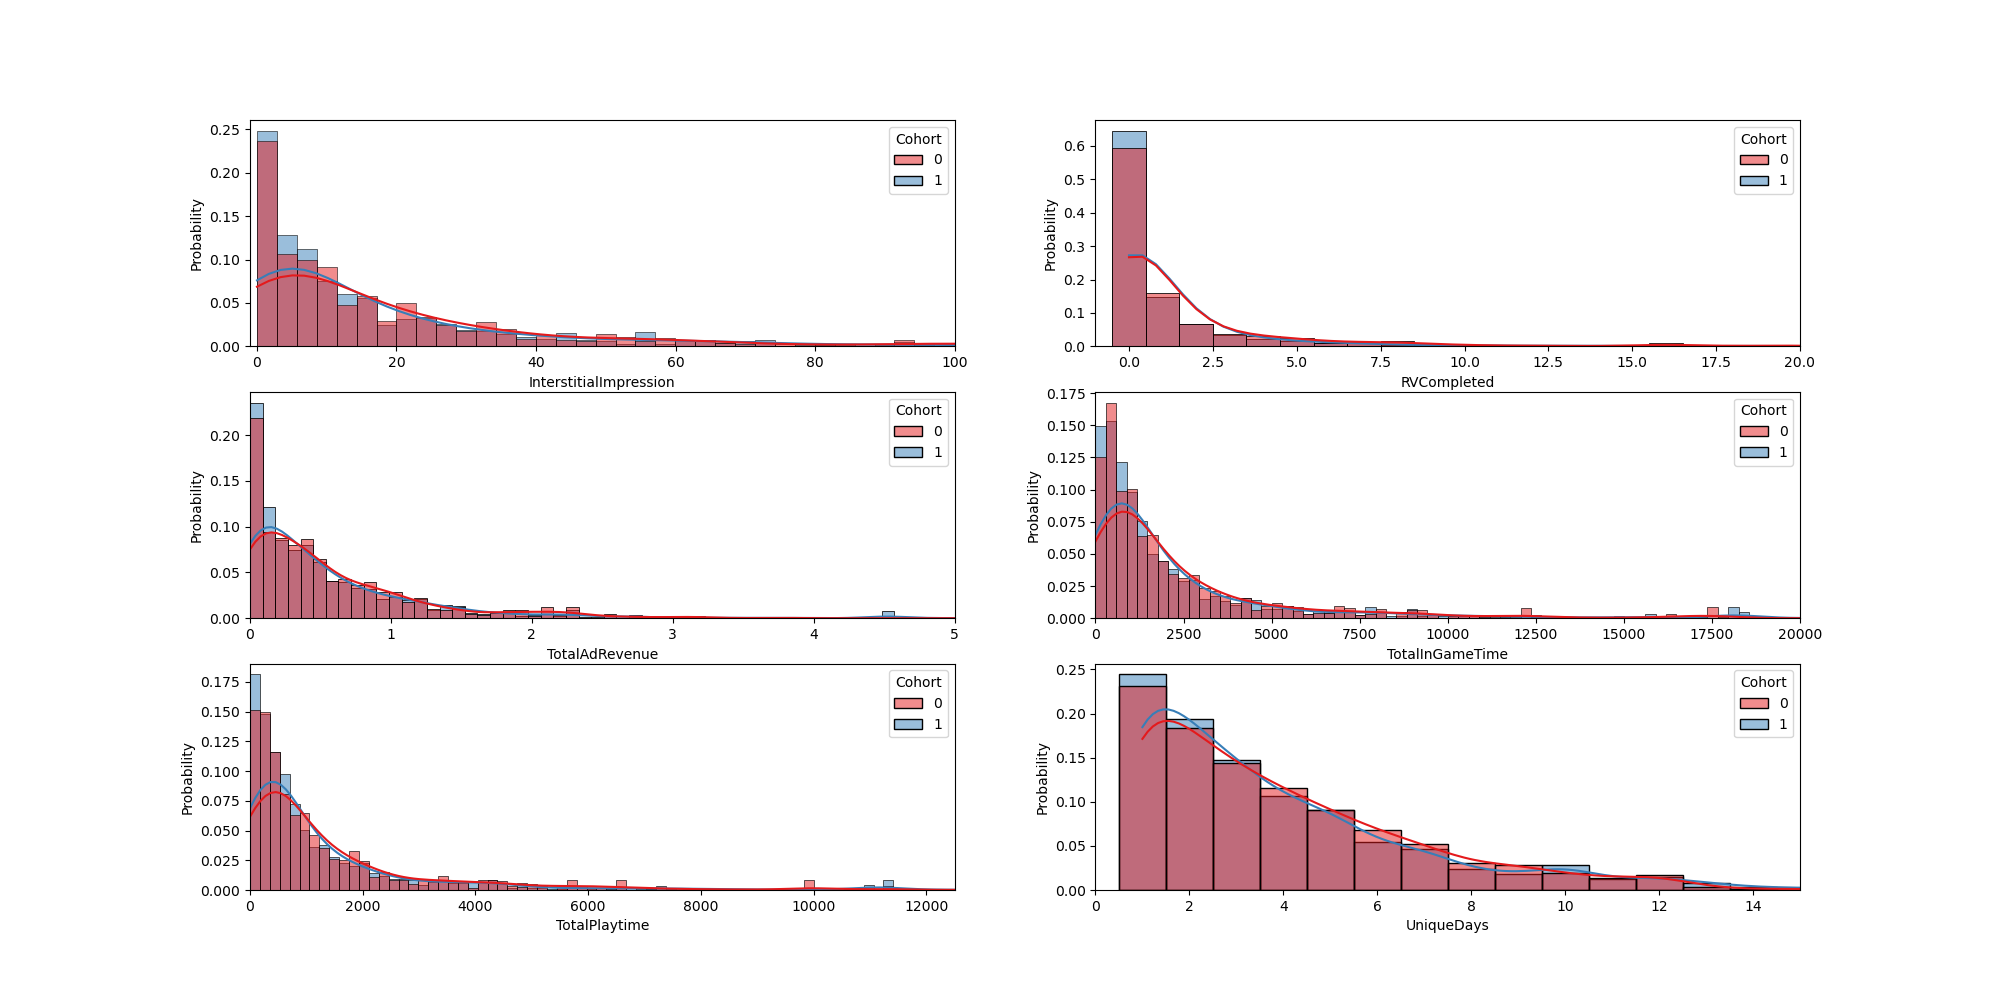 Cohort
0
1
0.25
0.20
0.15
0.10
0.05
0.00
Probability
0 20 40 60 80 100
InterstitialImpression
Cohort
0
1
0.6
0.5
0.4
0.3
0.2
0.1
0.0
Probability
0.0 2.5 5.0 7.5 10.0 12.5 15.0 17.5 20.0
RVCompleted
Cohort
0
1
0.20
0.15
0.10
0.05
0.00
Probability
0 1 2 3 4 5
TotalAdRevenue
Cohort
0
1
0.175
0.150
0.125
0.100
0.075
0.050
0.025
0.000
Probability
0 2500 5000 7500 10000 12500 15000 17500 20000
TotalInGameTime
Cohort
0
1
0.175
0.150
0.125
0.100
0.075
0.050
0.025
0.000
Probability
0 2000 4000 6000 8000 10000 12000
TotalPlaytime
Cohort
0
1
0.25
0.20
0.15
0.10
0.05
0.00
Probability
0 2 4 6 8 10 12 14
UniqueDays